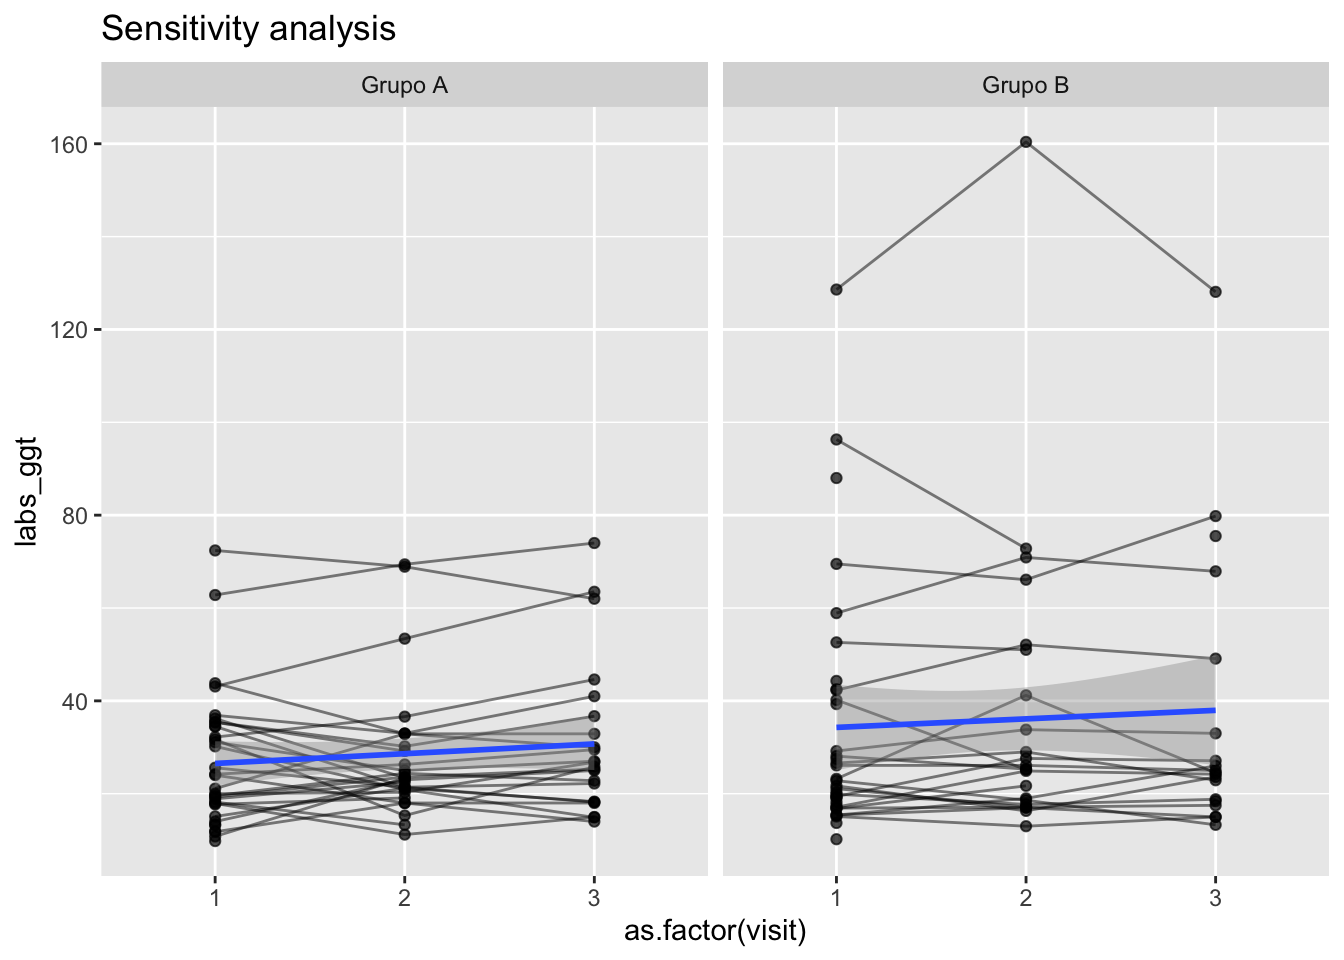 Sensitivity analysis
Grupo A
Grupo B
160
120
80
40
labs_ggt
1
2
3
1
2
3
as.factor(visit)